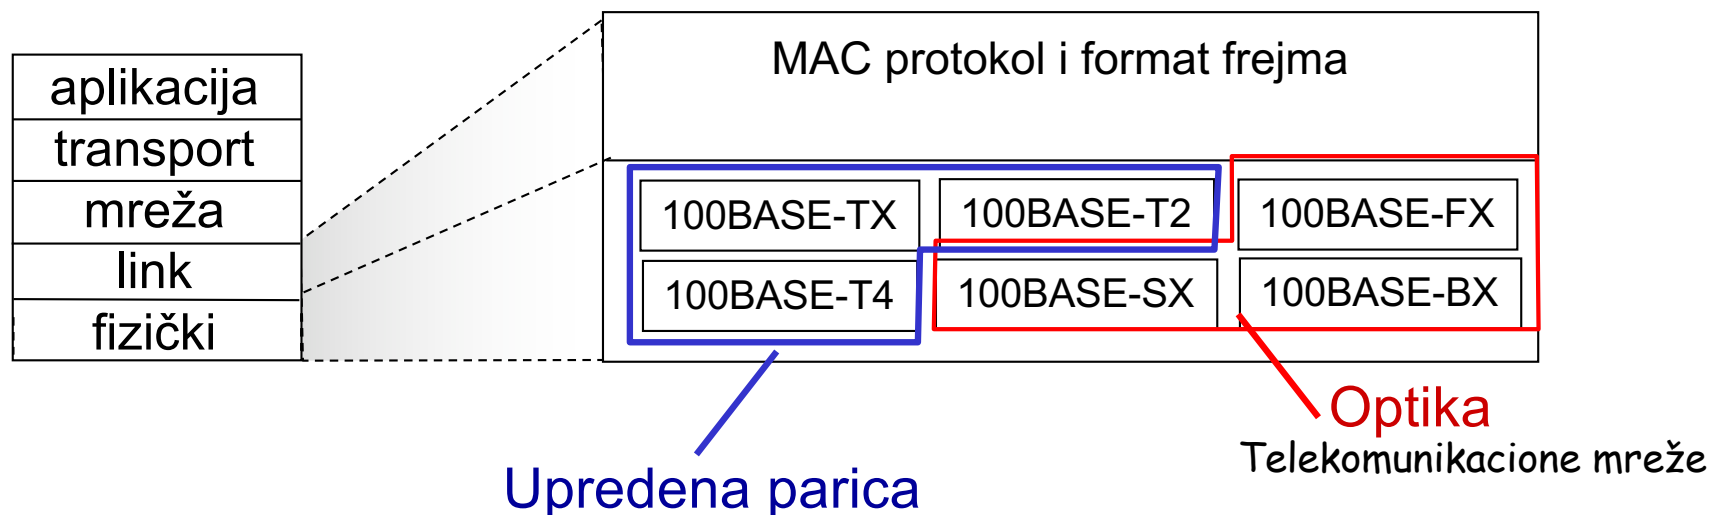 aplikacija
transport
mreža
link
fizički
MAC protokol i format frejma
100BASE-TX
100BASE-T2
100BASE-FX
100BASE-T4
100BASE-SX
100BASE-BX
Optika
Telekomunikacione mreže
Upredena parica